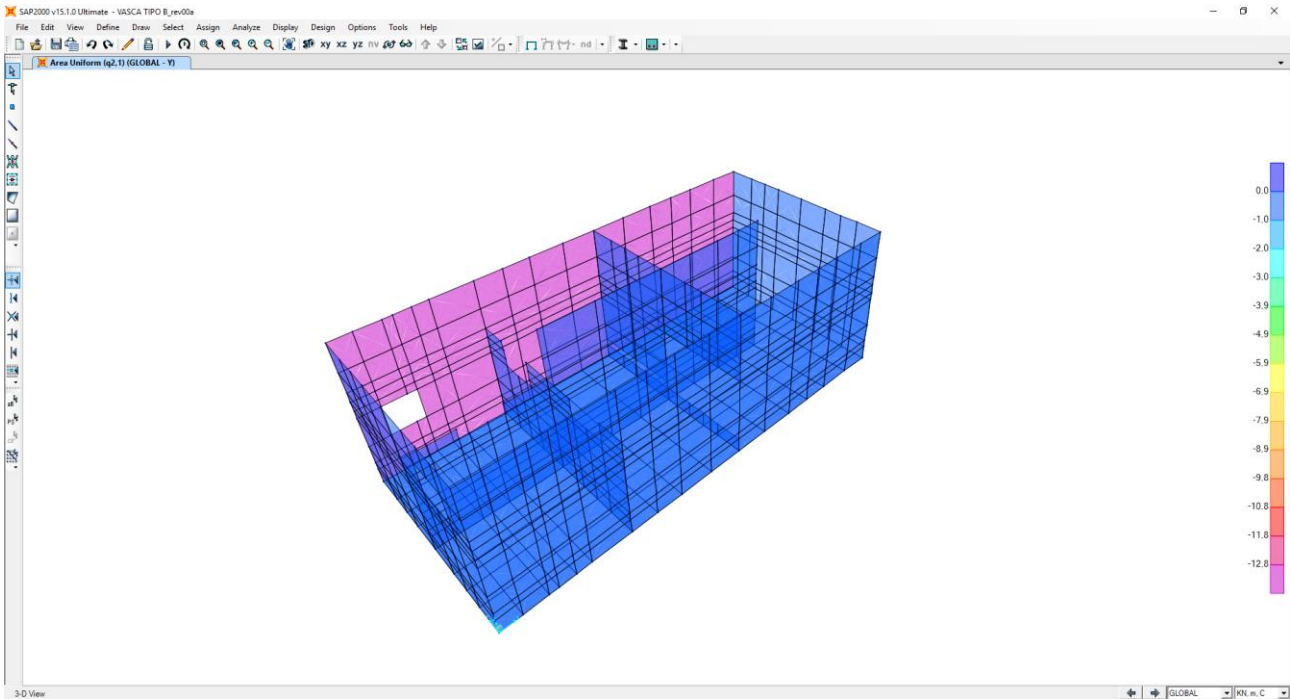 SAP2000 v15.1.0 Ultimate - VASCA TIPO B_rev00a
File Edit View Define Draw Select Assign Analyze Display Design Options Tools Help
xy xz yz nv nd
Area Uniform (q2,1) (GLOBAL - Y)
0.0
-1.0
-2.0
-3.0
-3.9
-4.9
-5.9
-6.9
-7.9
-8.9
-9.8
-10.8
-11.8
-12.8
3-D View
GLOBAL
KN, m, C